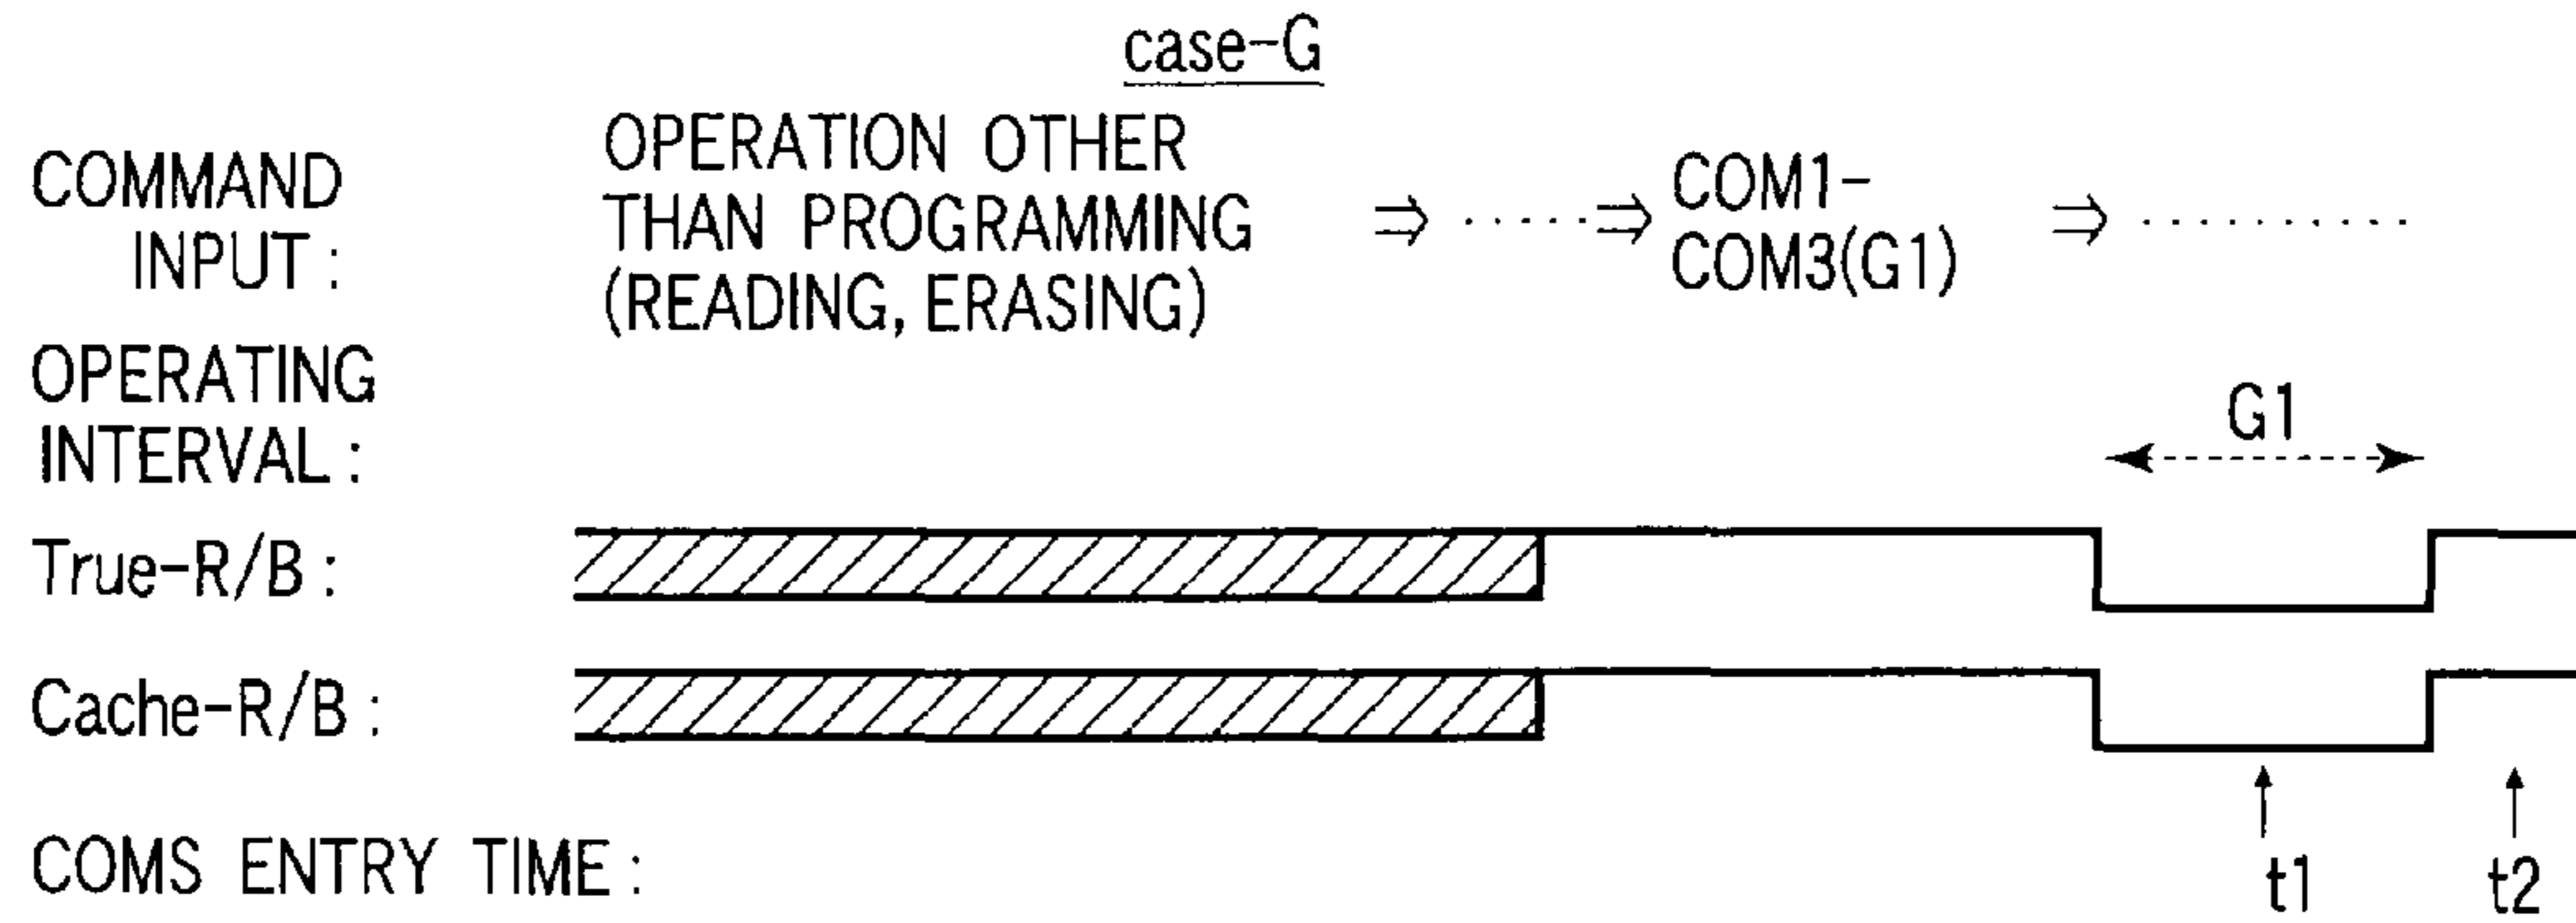 case-G
COMMAND INPUT :
OPERATION OTHER
THAN PROGRAMMING
(READING, ERASING)
⇒ ····· ⇒
COM1-
COM3(G1)
⇒ ·········
OPERATING
INTERVAL :
G1
True-R/B :
Cache-R/B :
COMS ENTRY TIME :
t1
t2